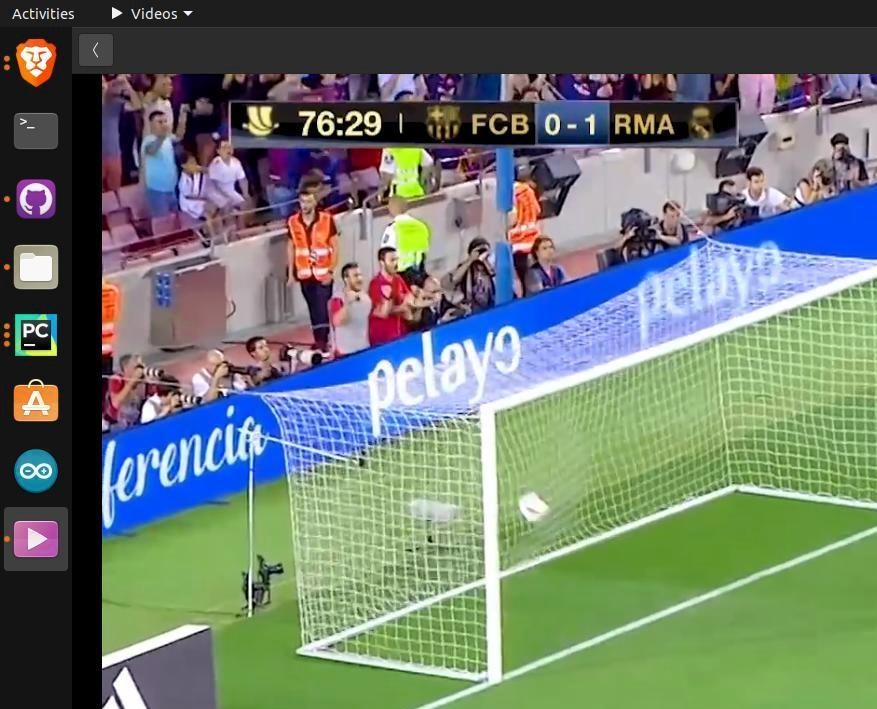 Activities
Videos
76:29 | FCB 0 - 1 RMA
>_
PC
pelayo
pelayo
ferencia